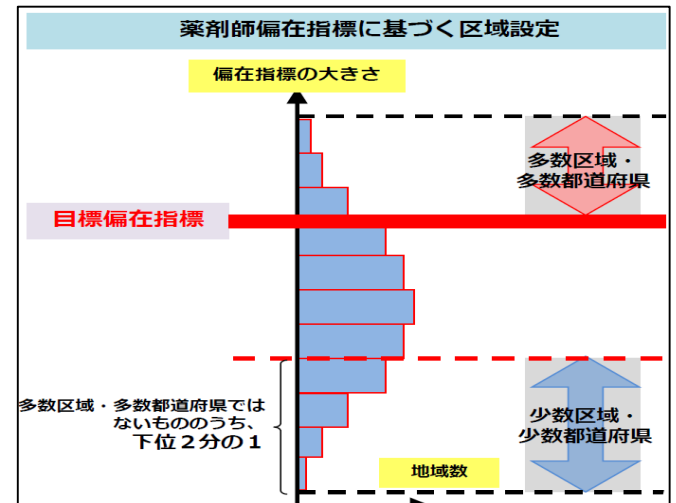 薬剤師偏在指標に基づく区域設定
偏在指標の大きさ
多数区域・
多数都道府県
目標偏在指標
多数区域・多数都道府県では
ないもののうち、
下位２分の１
少数区域・
少数都道府県
地域数